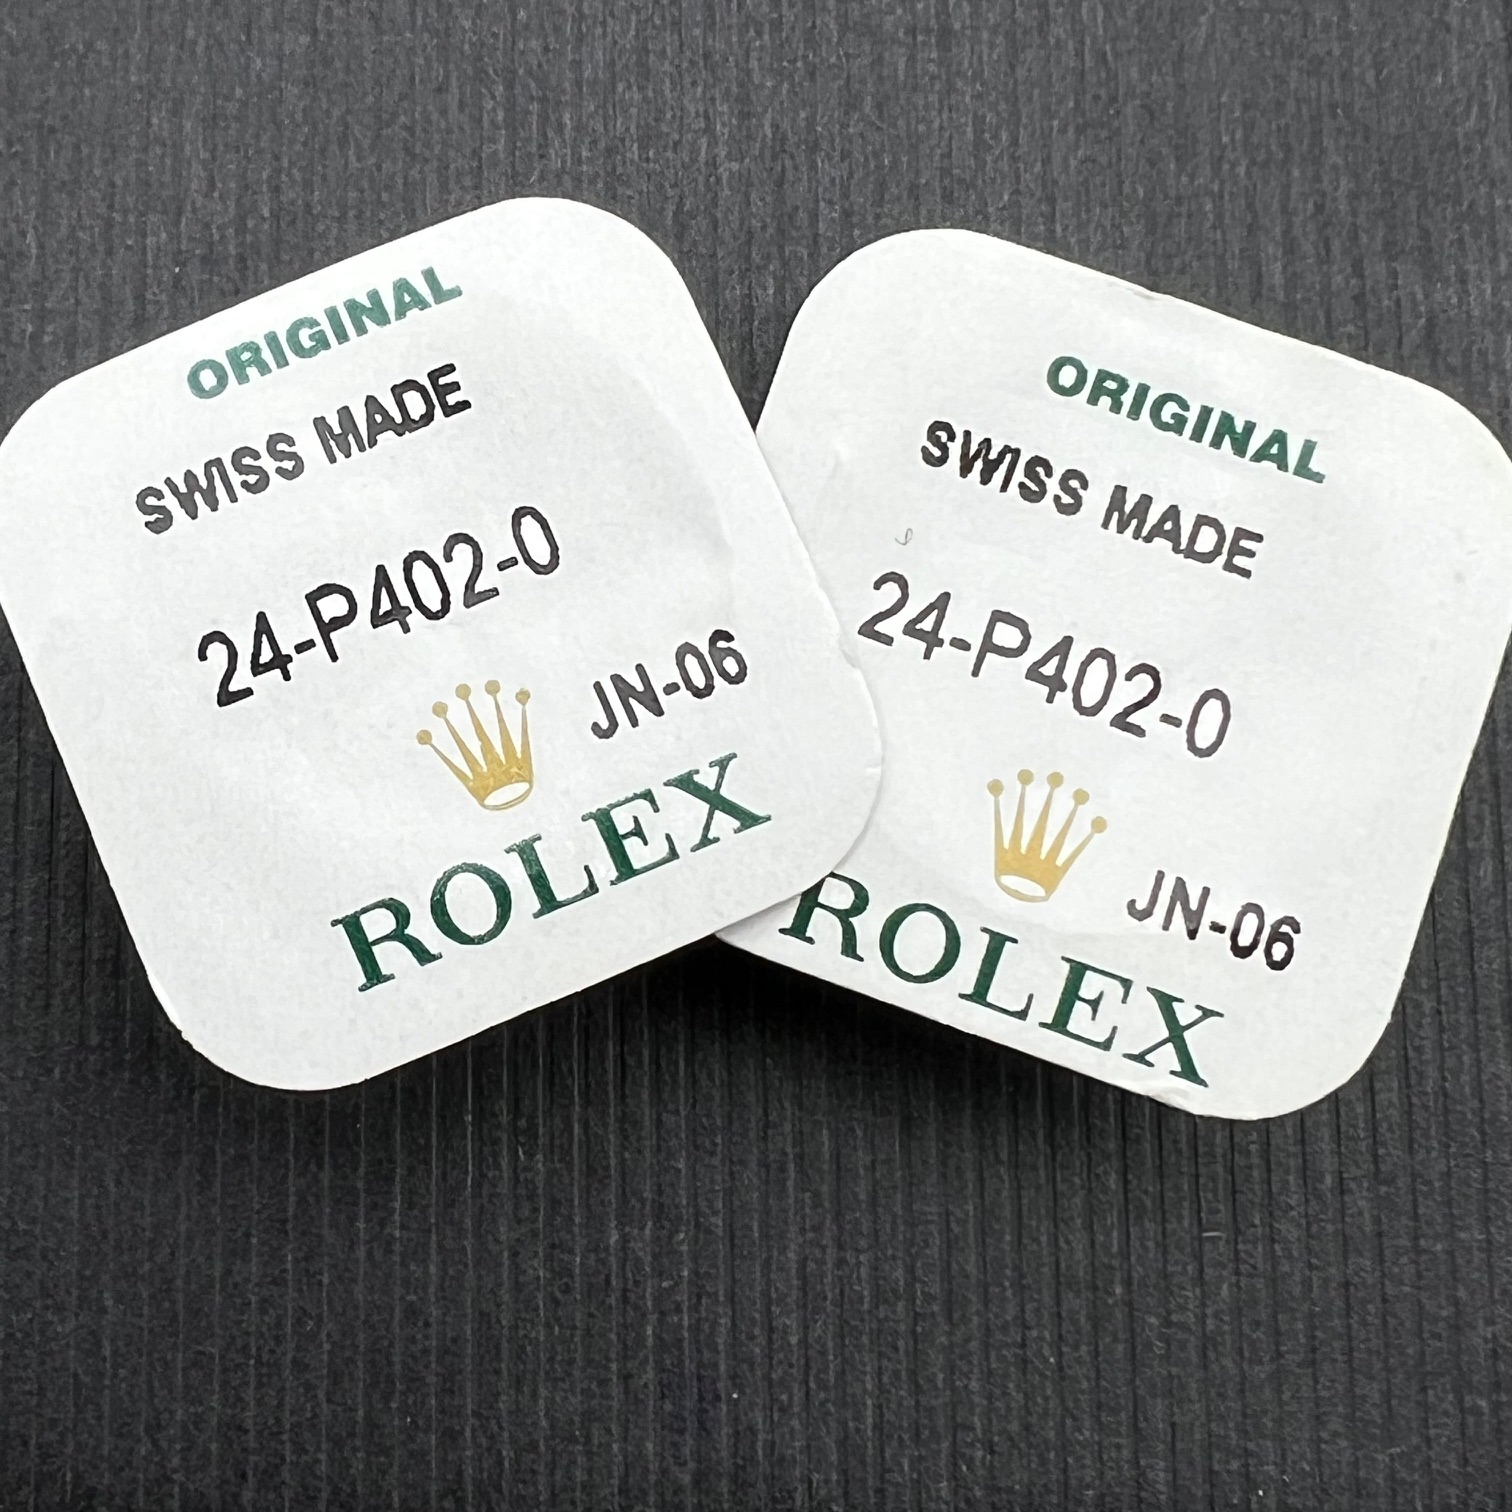 ORIGINAL
SWISS MADE
24-P402-0
JN-06
ROLEX
ORIGINAL
SWISS MADE
24-P402-0
JN-06
ROLEX